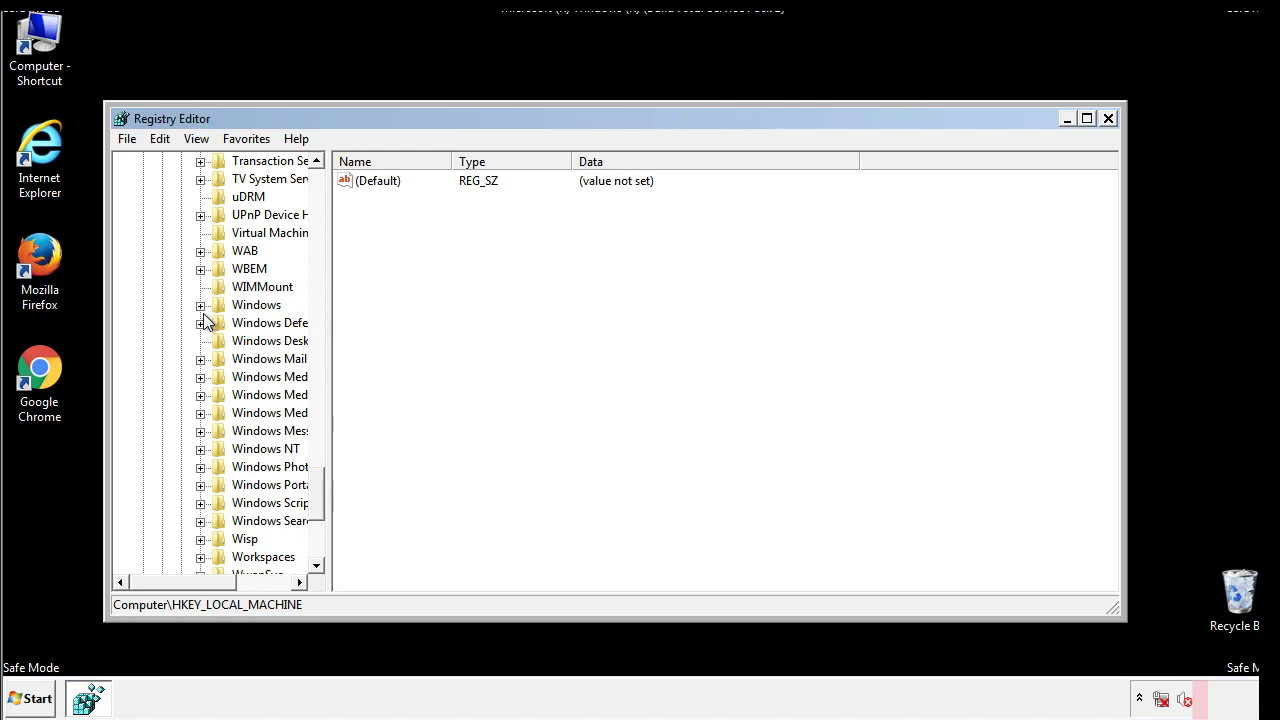 Computer -
Shortcut
Internet
Explorer
Mozilla
Firefox
Google
Chrome
Registry Editor
File Edit View Favorites Help
Transaction Se
TV System Serv
uDRM
UPnP Device H
Virtual Machin
WAB
WBEM
WIMMount
Windows
Windows Defe
Windows Desk
Windows Mail
Windows Med
Windows Med
Windows Med
Windows Mess
Windows NT
Windows Phot
Windows Porta
Windows Scrip
Windows Sear
Wisp
Workspaces
Name Type Data
(Default) REG_SZ (value not set)
Computer\HKEY_LOCAL_MACHINE
Recycle B
Safe Mode
Safe M
Start